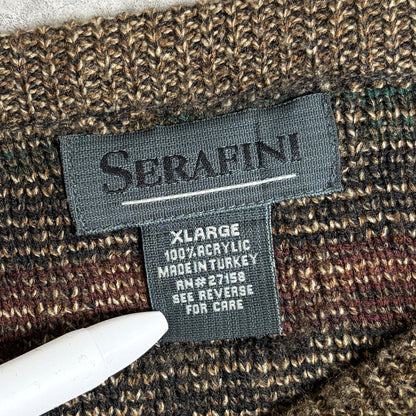 SERAFINI
XLARGE
100% ACRYLIC
MADE IN TURKEY
RN#27158
SEE REVERSE
FOR CARE